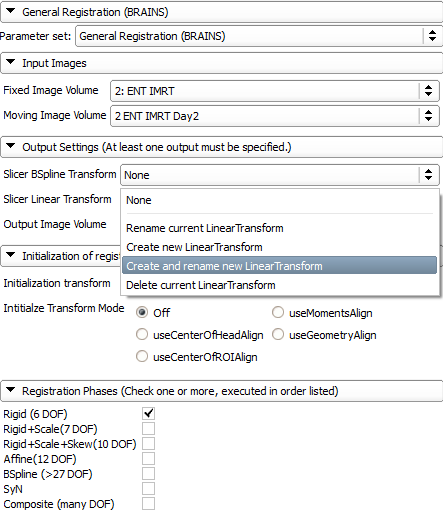 General Registration (BRAINS)
Parameter set: General Registration (BRAINS)
Input Images
Fixed Image Volume 2: ENT IMRT
Moving Image Volume 2 ENT IMRT Day2
Output Settings (At least one output must be specified.)
Slicer BSpline Transform None
Slicer Linear Transform None
Output Image Volume Rename current LinearTransform
Create new LinearTransform
Initialization of regis Create and rename new LinearTransform
Initialization transform Delete current LinearTransform
Intitialze Transform Mode Off useMomentsAlign
useCenterOfHeadAlign useGeometryAlign
useCenterOfROIAlign
Registration Phases (Check one or more, executed in order listed)
Rigid (6 DOF)
Rigid+Scale(7 DOF)
Rigid+Scale+Skew(10 DOF)
Affine(12 DOF)
BSpline (>27 DOF)
SyN
Composite (many DOF)